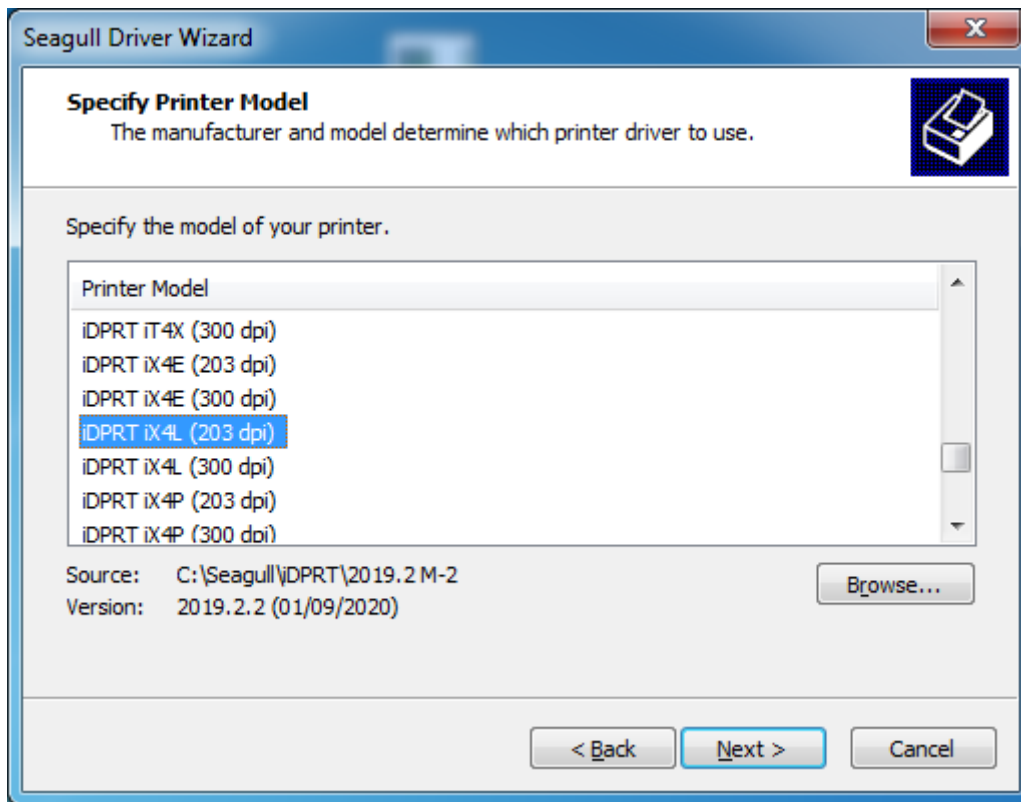 Seagull Driver Wizard
Specify Printer Model
The manufacturer and model determine which printer driver to use.
Specify the model of your printer.
Printer Model
iDPRT iT4X (300 dpi)
iDPRT iX4E (203 dpi)
iDPRT iX4E (300 dpi)
iDPRT iX4L (203 dpi)
iDPRT iX4L (300 dpi)
iDPRT iX4P (203 dpi)
iDPRT iX4P (300 dpi)
Source: C:\Seagull\iDPRT\2019.2 M-2
Browse...
Version: 2019.2.2 (01/09/2020)
< Back Next > Cancel